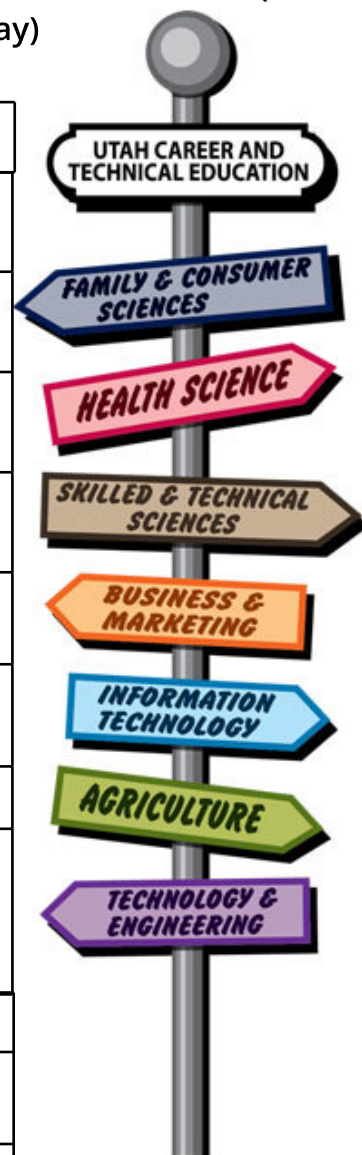 ay)
UTAH CAREER AND
TECHNICAL EDUCATION
FAMILY & CONSUMER
SCIENCES
HEALTH SCIENCE
SKILLED & TECHNICAL
SCIENCES
BUSINESS &
MARKETING
INFORMATION
TECHNOLOGY
AGRICULTURE
TECHNOLOGY &
ENGINEERING